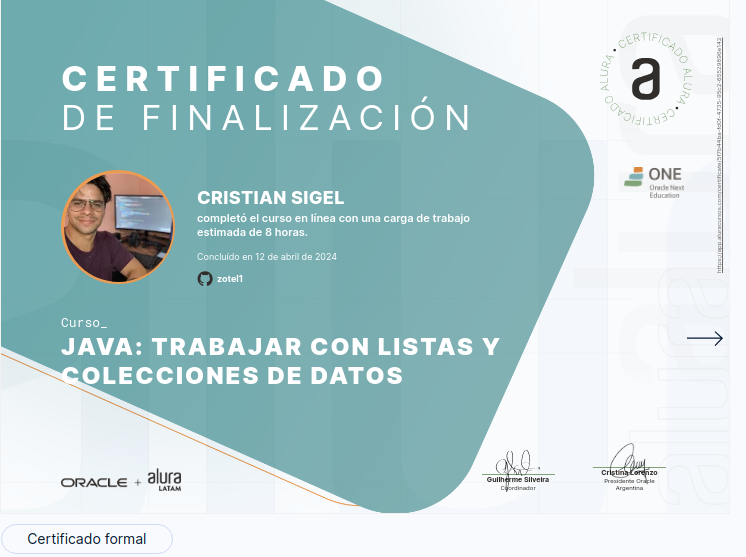 CERTIFICADO
DE FINALIZACIÓN
CERTIFICADO ALURA • CERTIFICADO ALURA •
a
ONE
Oracle Next
Education
CRISTIAN SIGEL
completó el curso en línea con una carga de trabajo
estimada de 8 horas.
Concluído en 12 de abril de 2024
zotel1
Curso_
JAVA: TRABAJAR CON LISTAS Y
COLECCIONES DE DATOS
ORACLE + alura
LATAM
Guilherme Silveira
Coordinador
Cristina Lorenzo
Presidente Oracle
Argentina
alura
Certificado formal